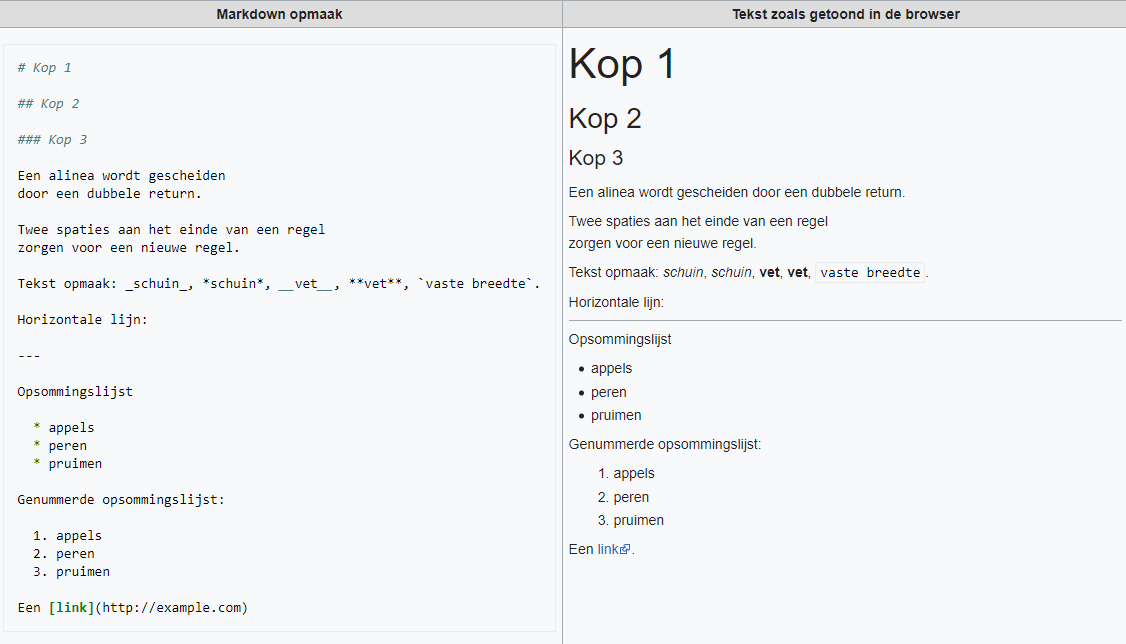 Markdown opmaak
Tekst zoals getoond in de browser
# Kop 1
## Kop 2
### Kop 3
Een alinea wordt gescheiden
door een dubbele return.
Twee spaties aan het einde van een regel
zorgen voor een nieuwe regel.
Tekst opmaak: _schuin_, *schuin*, __vet__, **vet**, `vaste breedte`.
Horizontale lijn:
---
Opsommingslijst
* appels
* peren
* pruimen
Genummerde opsommingslijst:
1. appels
2. peren
3. pruimen
Een [link](http://example.com)
Kop 1
Kop 2
Kop 3
Een alinea wordt gescheiden door een dubbele return.
Twee spaties aan het einde van een regel
zorgen voor een nieuwe regel.
Tekst opmaak: schuin, schuin, vet, vet, vaste breedte.
Horizontale lijn:
Opsommingslijst
• appels
• peren
• pruimen
Genummerde opsommingslijst:
1. appels
2. peren
3. pruimen
Een link.